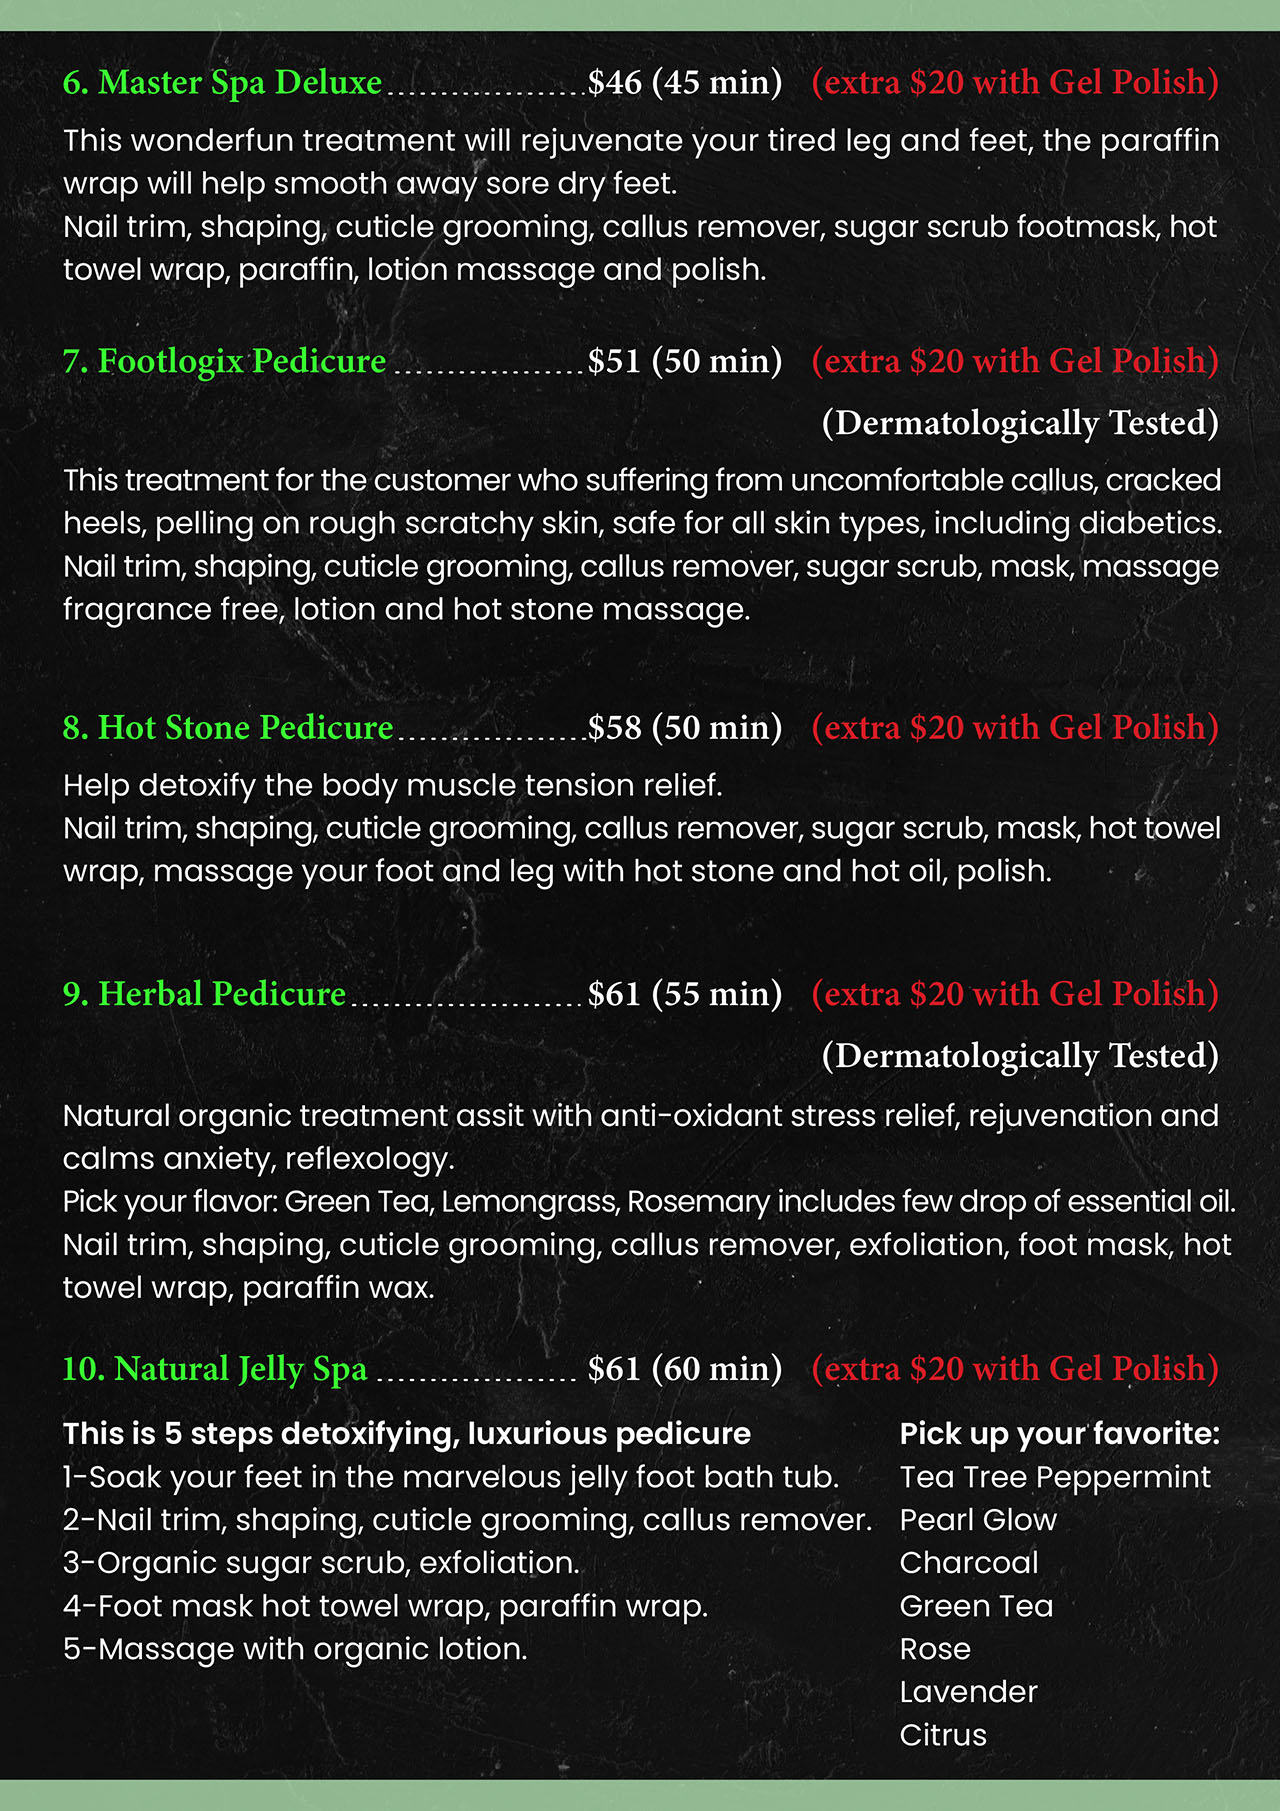 6. Master Spa Deluxe...................$46 (45 min) (extra $20 with Gel Polish)
This wonderfun treatment will rejuvenate your tired leg and feet, the paraffin
wrap will help smooth away sore dry feet.
Nail trim, shaping, cuticle grooming, callus remover, sugar scrub footmask, hot
towel wrap, paraffin, lotion massage and polish.
7. Footlogix Pedicure ..................$51 (50 min) (extra $20 with Gel Polish)
(Dermatologically Tested)
This treatment for the customer who suffering from uncomfortable callus, cracked
heels, pelling on rough scratchy skin, safe for all skin types, including diabetics.
Nail trim, shaping, cuticle grooming, callus remover, sugar scrub, mask, massage
fragrance free, lotion and hot stone massage.
8. Hot Stone Pedicure..................$58 (50 min) (extra $20 with Gel Polish)
Help detoxify the body muscle tension relief.
Nail trim, shaping, cuticle grooming, callus remover, sugar scrub, mask, hot towel
wrap, massage your foot and leg with hot stone and hot oil, polish.
9. Herbal Pedicure......................$61 (55 min) (extra $20 with Gel Polish)
(Dermatologically Tested)
Natural organic treatment assit with anti-oxidant stress relief, rejuvenation and
calms anxiety, reflexology.
Pick your flavor: Green Tea, Lemongrass, Rosemary includes few drop of essential oil.
Nail trim, shaping, cuticle grooming, callus remover, exfoliation, foot mask, hot
towel wrap, paraffin wax.
10. Natural Jelly Spa ................... $61 (60 min) (extra $20 with Gel Polish)
This is 5 steps detoxifying, luxurious pedicure
1-Soak your feet in the marvelous jelly foot bath tub.
2-Nail trim, shaping, cuticle grooming, callus remover.
3-Organic sugar scrub, exfoliation.
4-Foot mask hot towel wrap, paraffin wrap.
5-Massage with organic lotion.
Pick up your favorite:
Tea Tree Peppermint
Pearl Glow
Charcoal
Green Tea
Rose
Lavender
Citrus